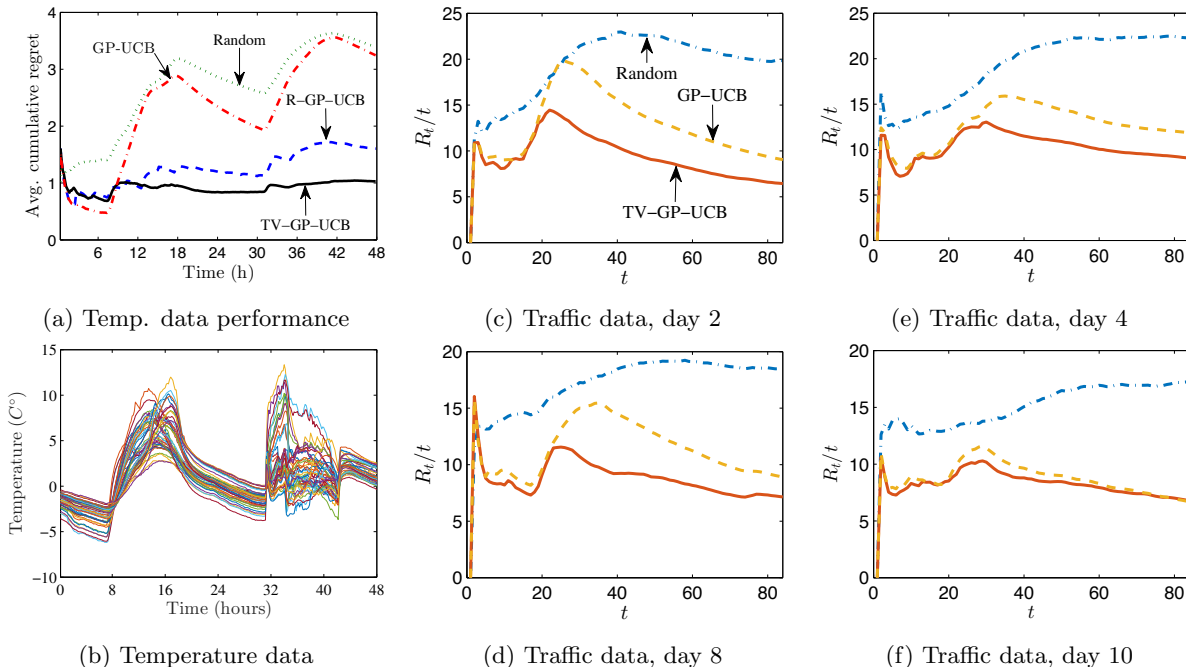 4
3
2
1
0
Avg. cumulative regret
GP-UCB
Random
R-GP-UCB
TV-GP-UCB
6 12 18 24 30 36 42 48
Time (h)
(a) Temp. data performance
25
20
15
10
5
0
R_t/t
Random
GP-UCB
TV-GP-UCB
0 20 40 60 80
t
(c) Traffic data, day 2
25
20
15
10
5
0
R_t/t
0 20 40 60 80
t
(e) Traffic data, day 4
15
10
5
0
−5
−10
Temperature (C°)
0 8 16 24 32 40 48
Time (hours)
(b) Temperature data
20
15
10
5
0
R_t/t
0 20 40 60 80
t
(d) Traffic data, day 8
20
15
10
5
0
R_t/t
0 20 40 60 80
t
(f) Traffic data, day 10